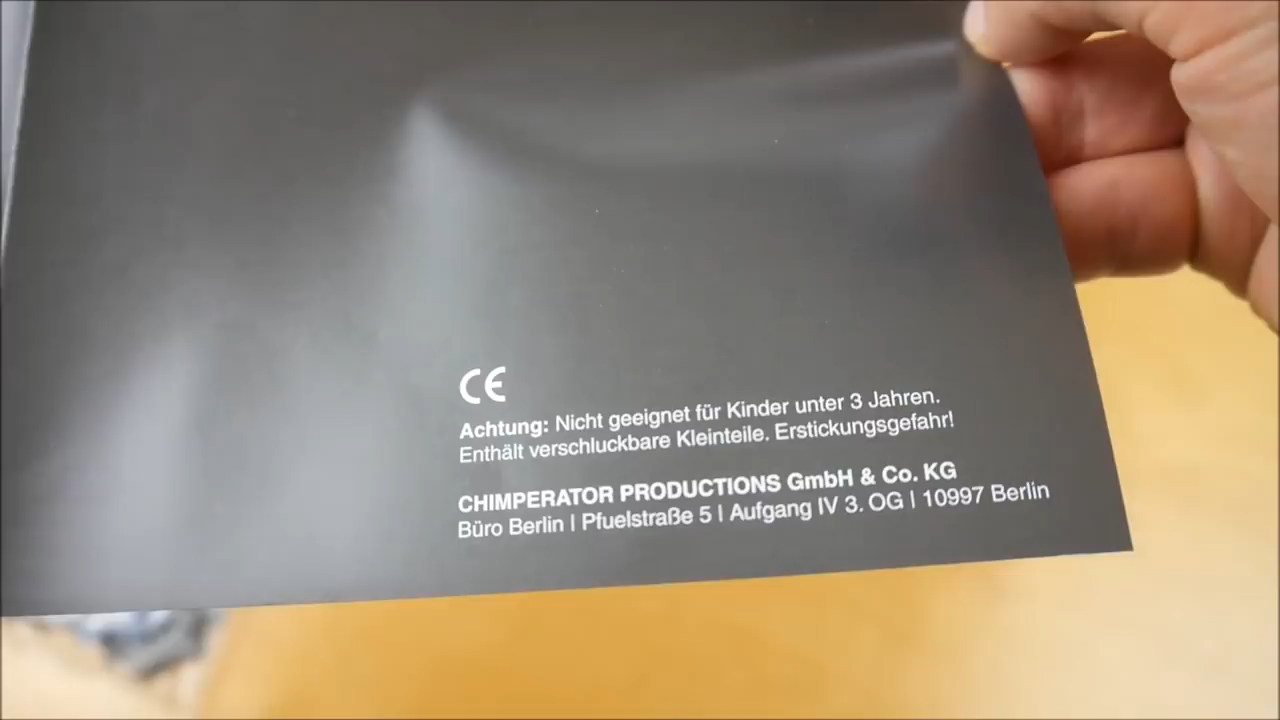 CE
Achtung: Nicht geeignet für Kinder unter 3 Jahren.
Enthält verschluckbare Kleinteile. Erstickungsgefahr!
CHIMPERATOR PRODUCTIONS GmbH & Co. KG
Büro Berlin | Pfuelstraße 5 | Aufgang IV 3. OG | 10997 Berlin